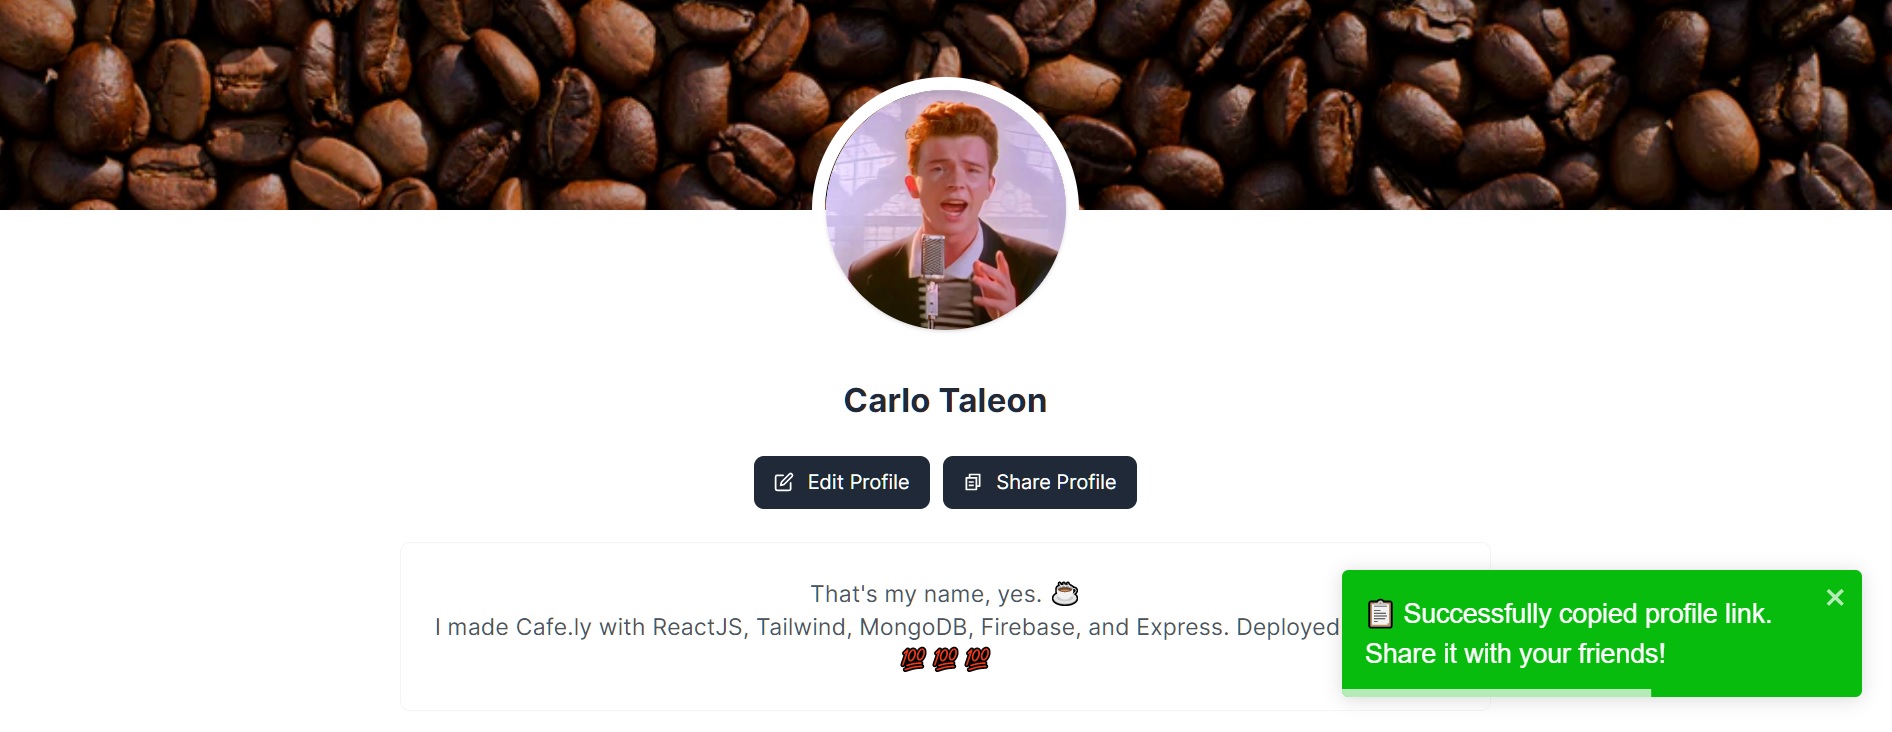 Carlo Taleon
Edit Profile
Share Profile
That's my name, yes. ☕
I made Cafe.ly with ReactJS, Tailwind, MongoDB, Firebase, and Express. Deployed
💯 💯 💯
📋 Successfully copied profile link.
Share it with your friends!